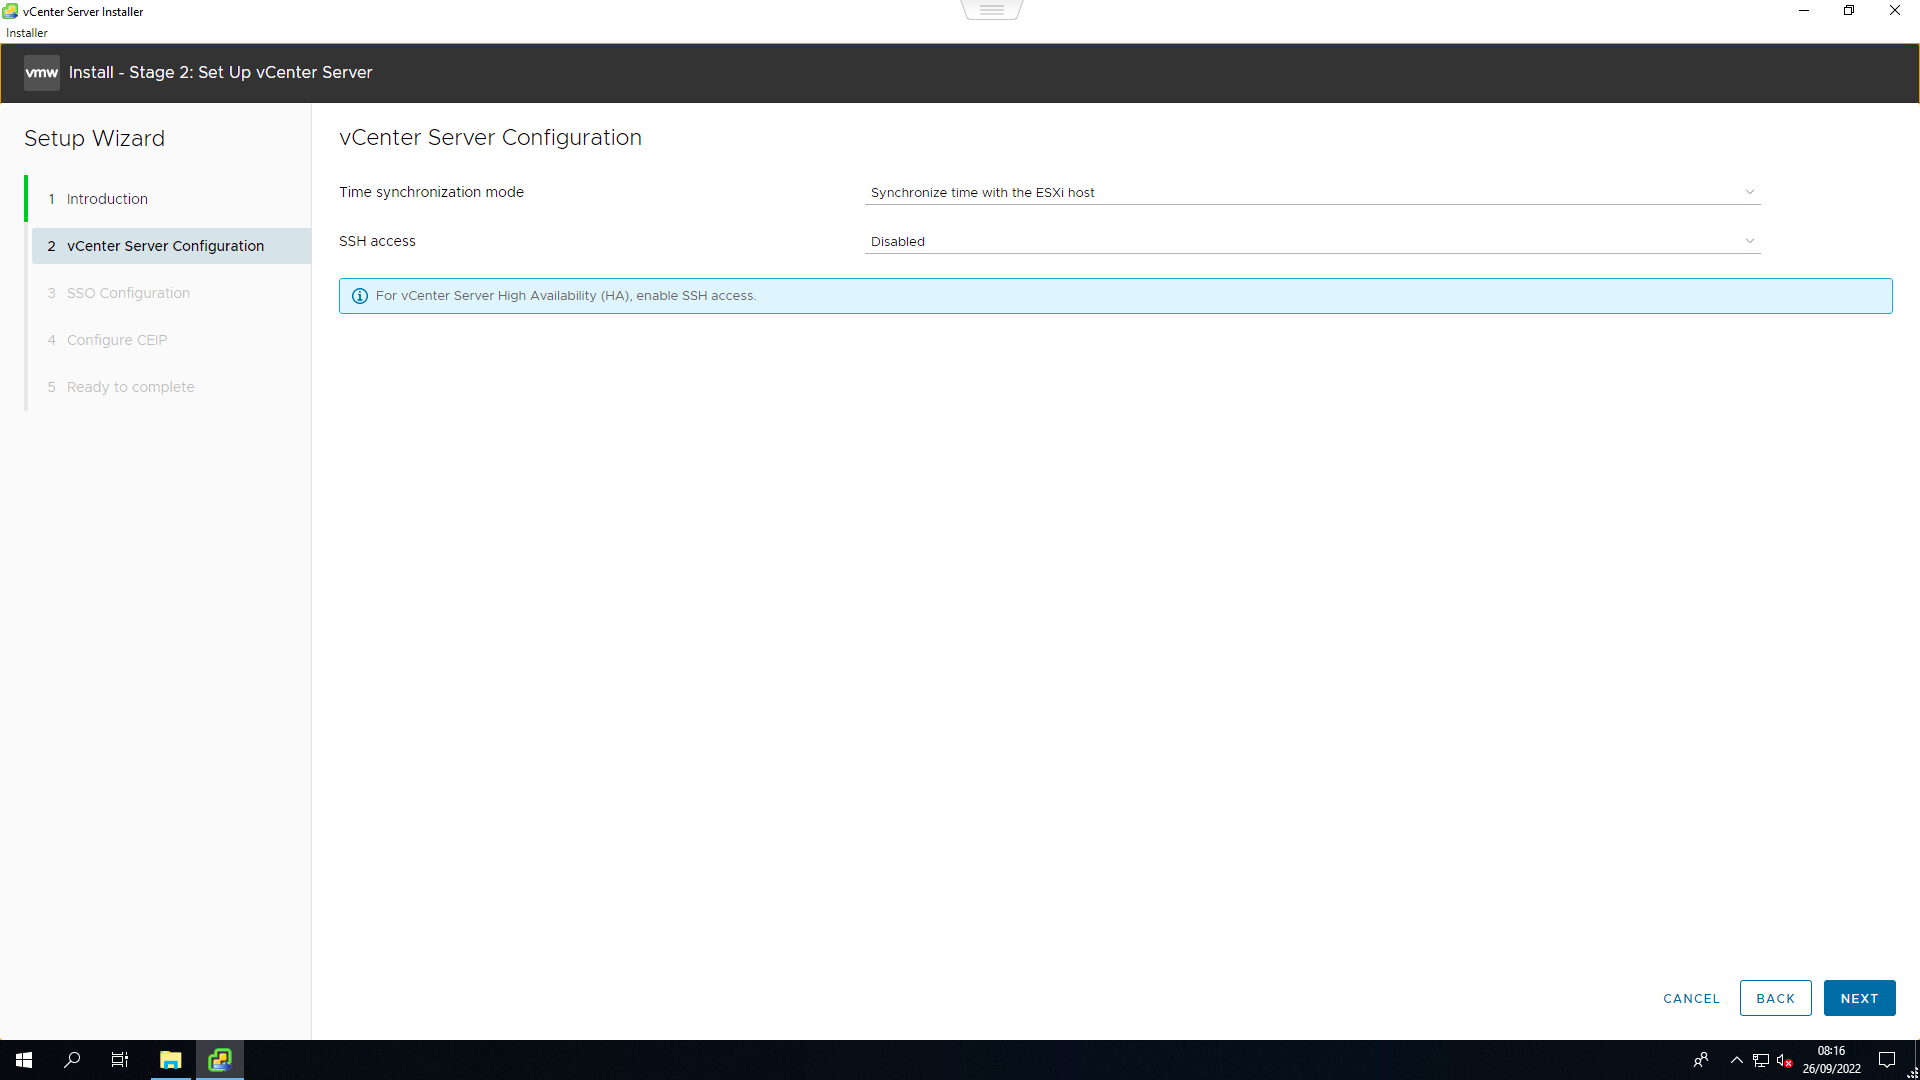 vCenter Server Installer
Installer
vmw Install - Stage 2: Set Up vCenter Server
Setup Wizard
1 Introduction
2 vCenter Server Configuration
3 SSO Configuration
4 Configure CEIP
5 Ready to complete
vCenter Server Configuration
Time synchronization mode
Synchronize time with the ESXi host
SSH access
Disabled
For vCenter Server High Availability (HA), enable SSH access.
CANCEL
BACK
NEXT
08:16
26/09/2022